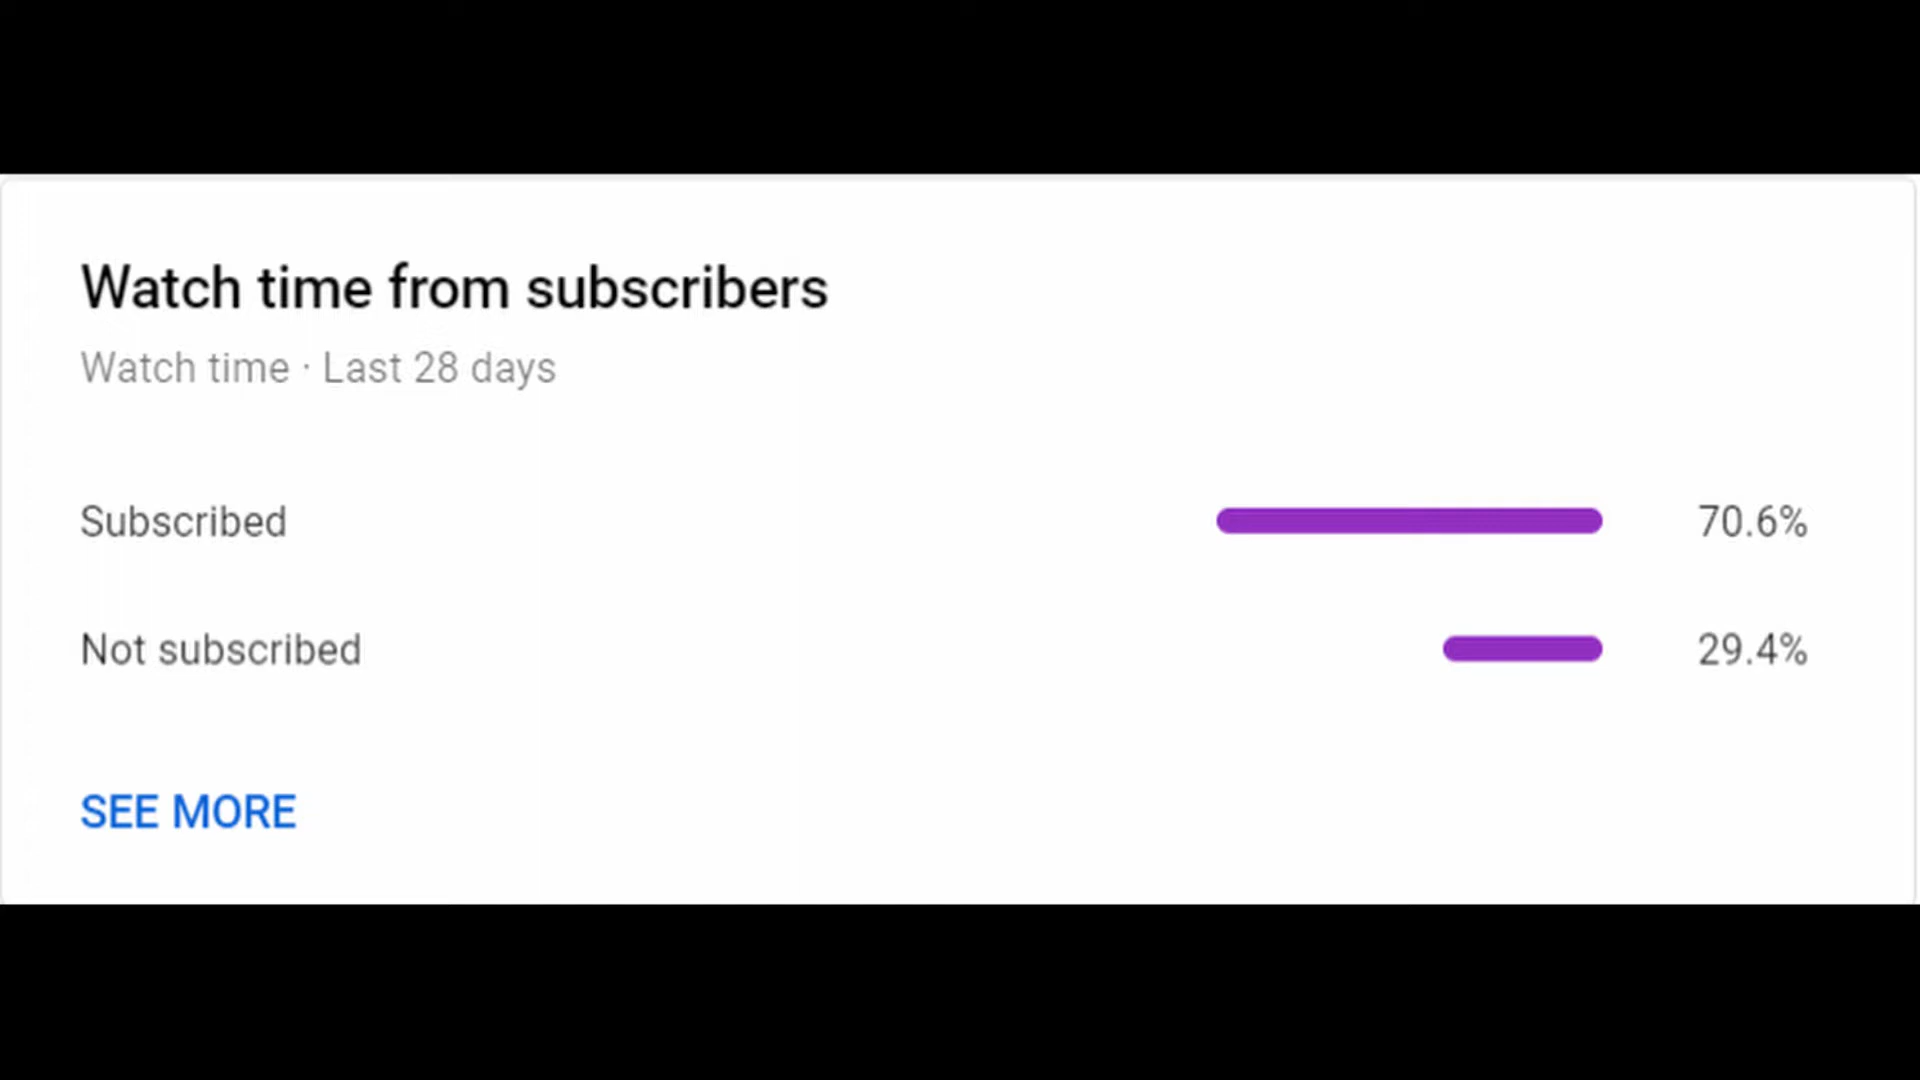 Watch time from subscribers
Watch time · Last 28 days
Subscribed 70.6%
Not subscribed 29.4%
SEE MORE